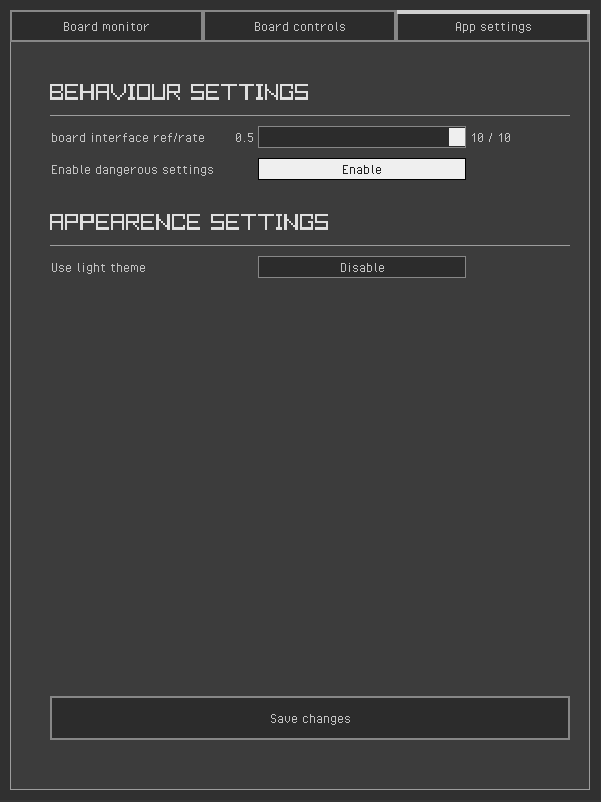 Board monitor Board controls App settings
BEHAVIOUR SETTINGS
board interface ref/rate 0.5 10 / 10
Enable dangerous settings Enable
APPEARENCE SETTINGS
Use light theme Disable
Save changes